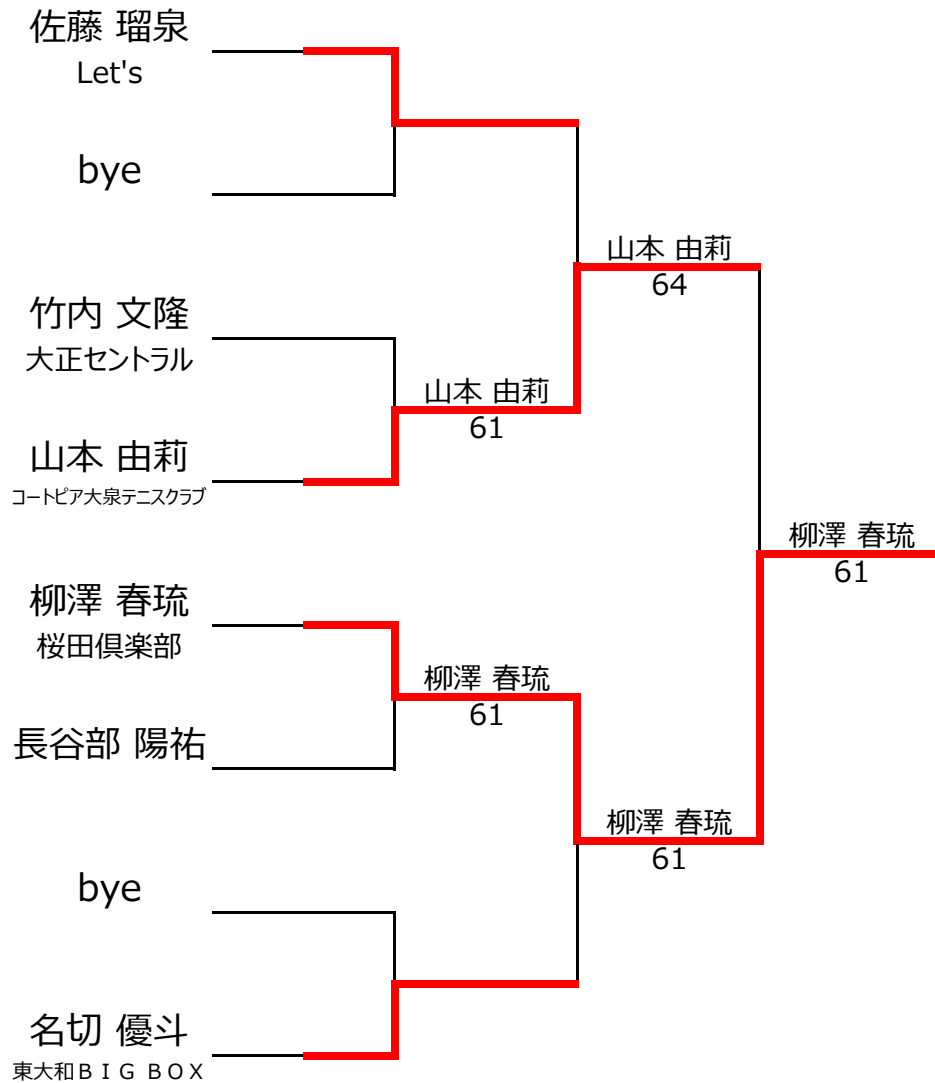 佐藤 瑠泉
Let's
bye
山本 由莉
64
竹内 文隆
大正セントラル
山本 由莉
61
山本 由莉
コートピア大泉テニスクラブ
柳澤 春琉
61
柳澤 春琉
桜田倶楽部
柳澤 春琉
61
長谷部 陽祐
柳澤 春琉
61
bye
名切 優斗
東大和ＢＩＧ ＢＯＸ